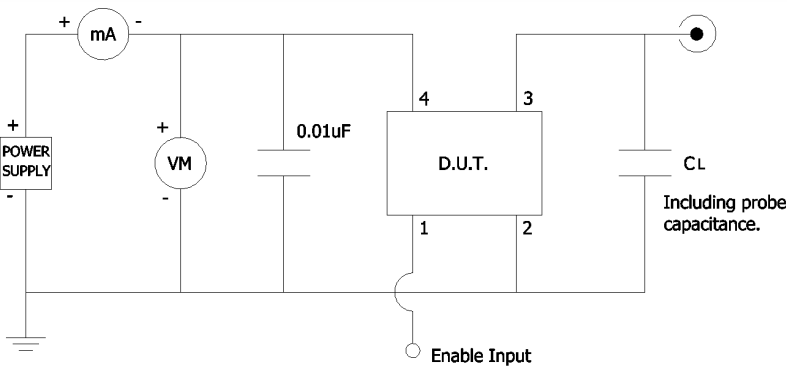 + mA -
4 3
0.01uF
+
POWER
SUPPLY
-
+
VM
-
D.U.T.
CL
Including probe
capacitance.
1 2
Enable Input